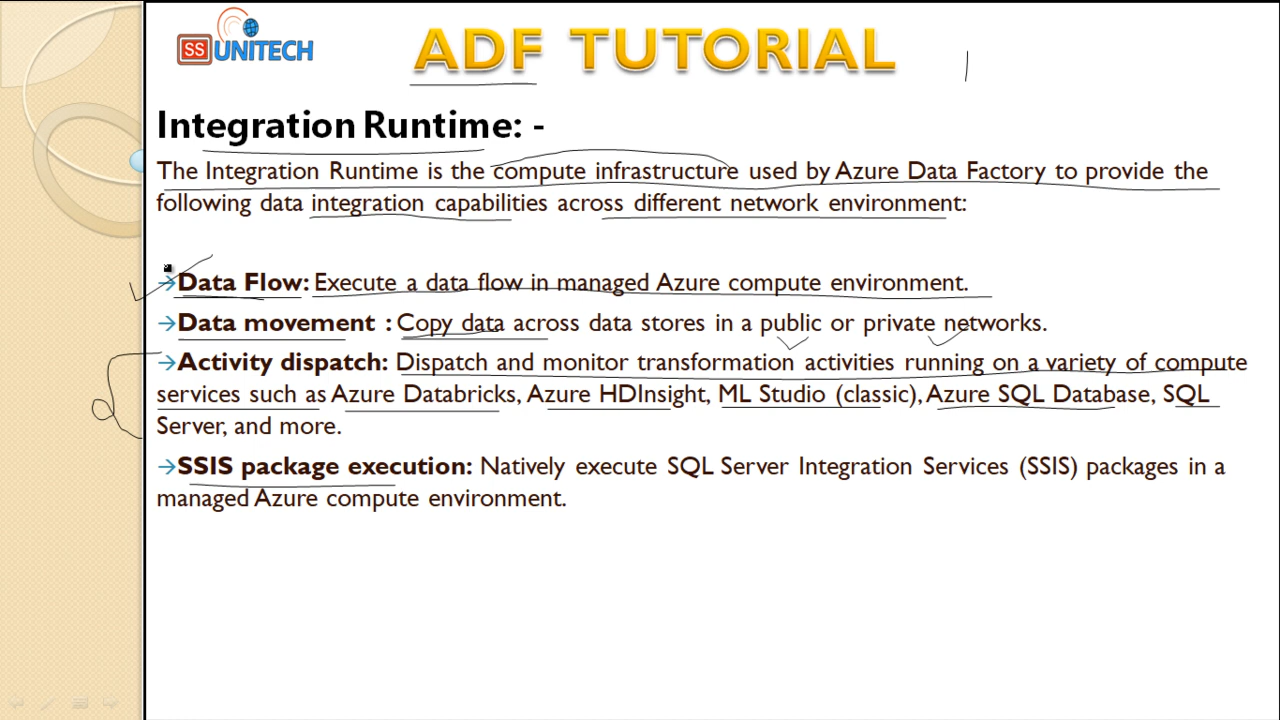 SS UNITECH
ADF TUTORIAL
Integration Runtime: -
The Integration Runtime is the compute infrastructure used by Azure Data Factory to provide the
following data integration capabilities across different network environment:
→Data Flow: Execute a data flow in managed Azure compute environment.
→Data movement : Copy data across data stores in a public or private networks.
→Activity dispatch: Dispatch and monitor transformation activities running on a variety of compute
services such as Azure Databricks, Azure HDInsight, ML Studio (classic), Azure SQL Database, SQL
Server, and more.
→SSIS package execution: Natively execute SQL Server Integration Services (SSIS) packages in a
managed Azure compute environment.